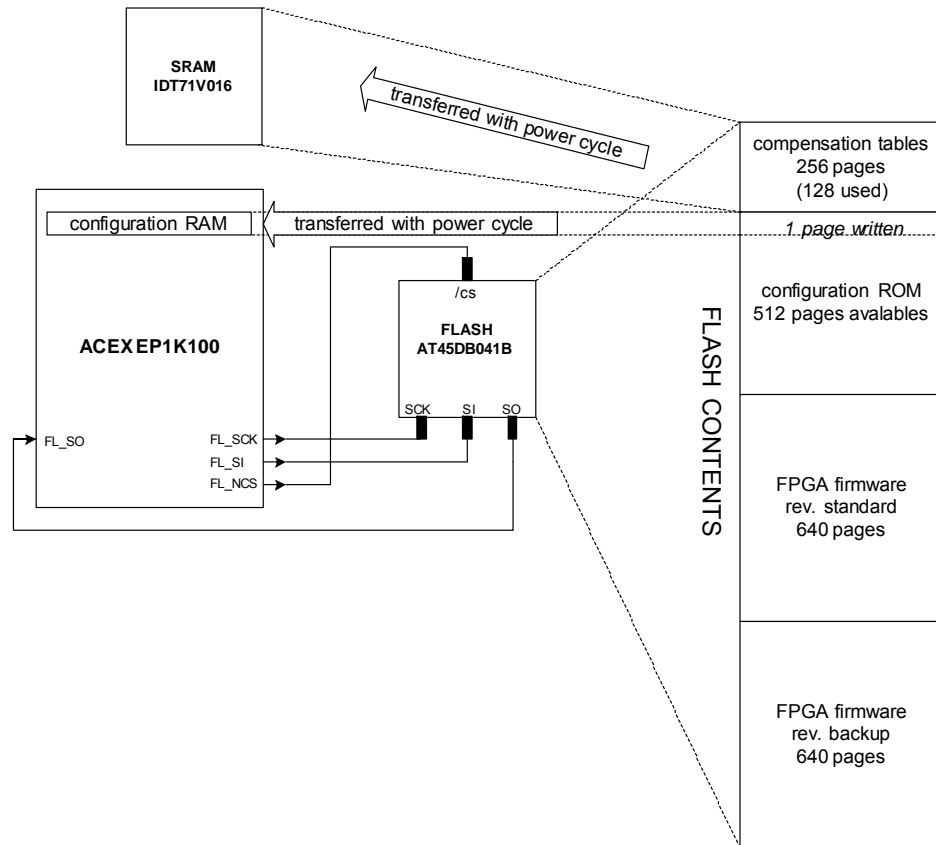 SRAM
IDT71V016
transferred with power cycle
compensation tables
256 pages
(128 used)
configuration RAM
transferred with power cycle
1 page written
/cs
configuration ROM
512 pages avalables
FLASH
AT45DB041B
ACEXEP1K100
SCK SI SO
FL_SO
FL_SCK
FL_SI
FL_NCS
FLASH CONTENTS
FPGA firmware
rev. standard
640 pages
FPGA firmware
rev. backup
640 pages